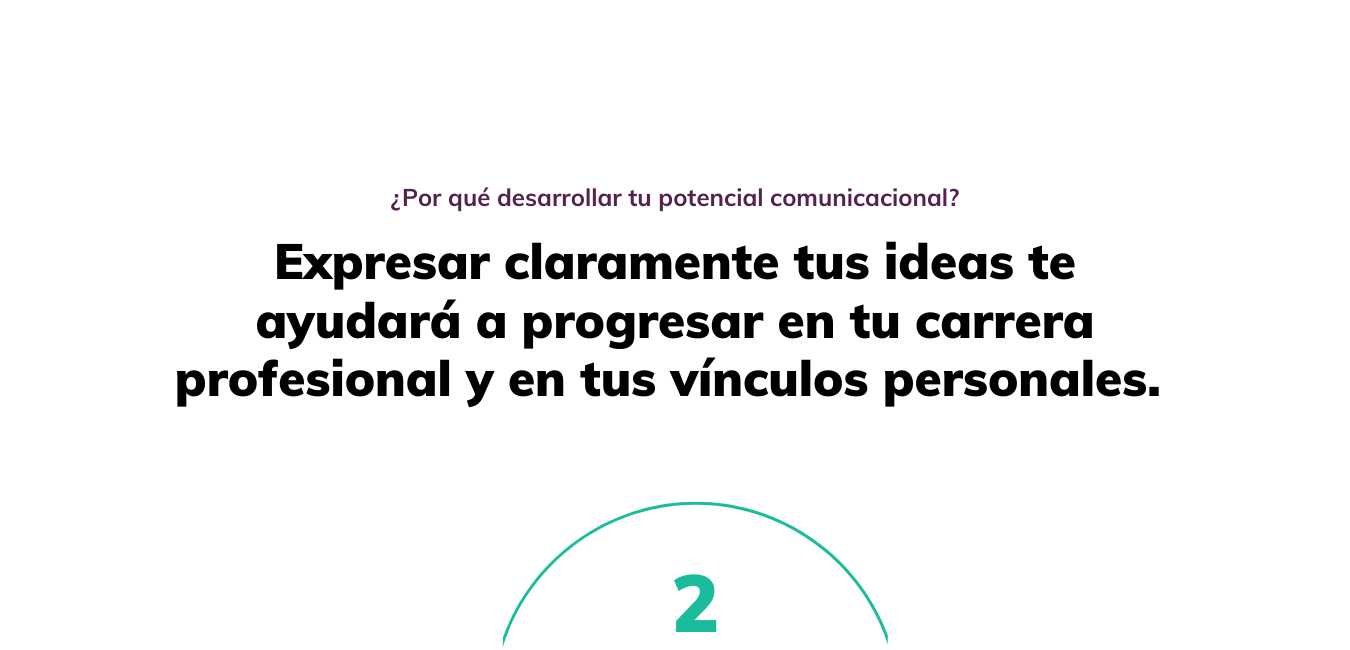 ¿Por qué desarrollar tu potencial comunicacional?
Expresar claramente tus ideas te
ayudará a progresar en tu carrera
profesional y en tus vínculos personales.
2